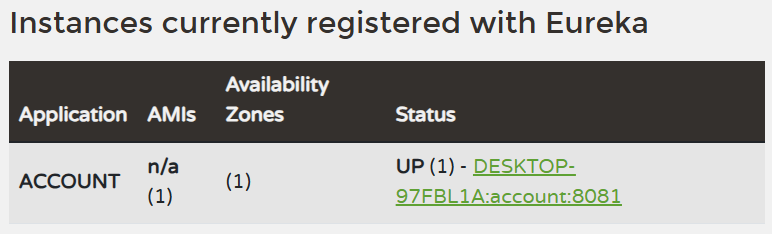 Instances currently registered with Eureka
Availability
Application AMIs Zones Status
n/a UP (1) - DESKTOP-
ACCOUNT (1) (1) 97FBL1A:account:8081